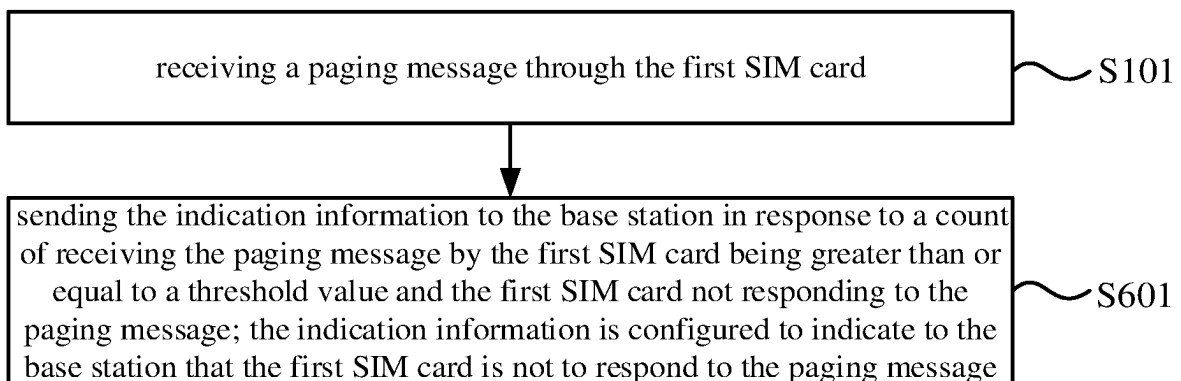 receiving a paging message through the first SIM card
S101
sending the indication information to the base station in response to a count
of receiving the paging message by the first SIM card being greater than or
equal to a threshold value and the first SIM card not responding to the
paging message; the indication information is configured to indicate to the
base station that the first SIM card is not to respond to the paging message
S601